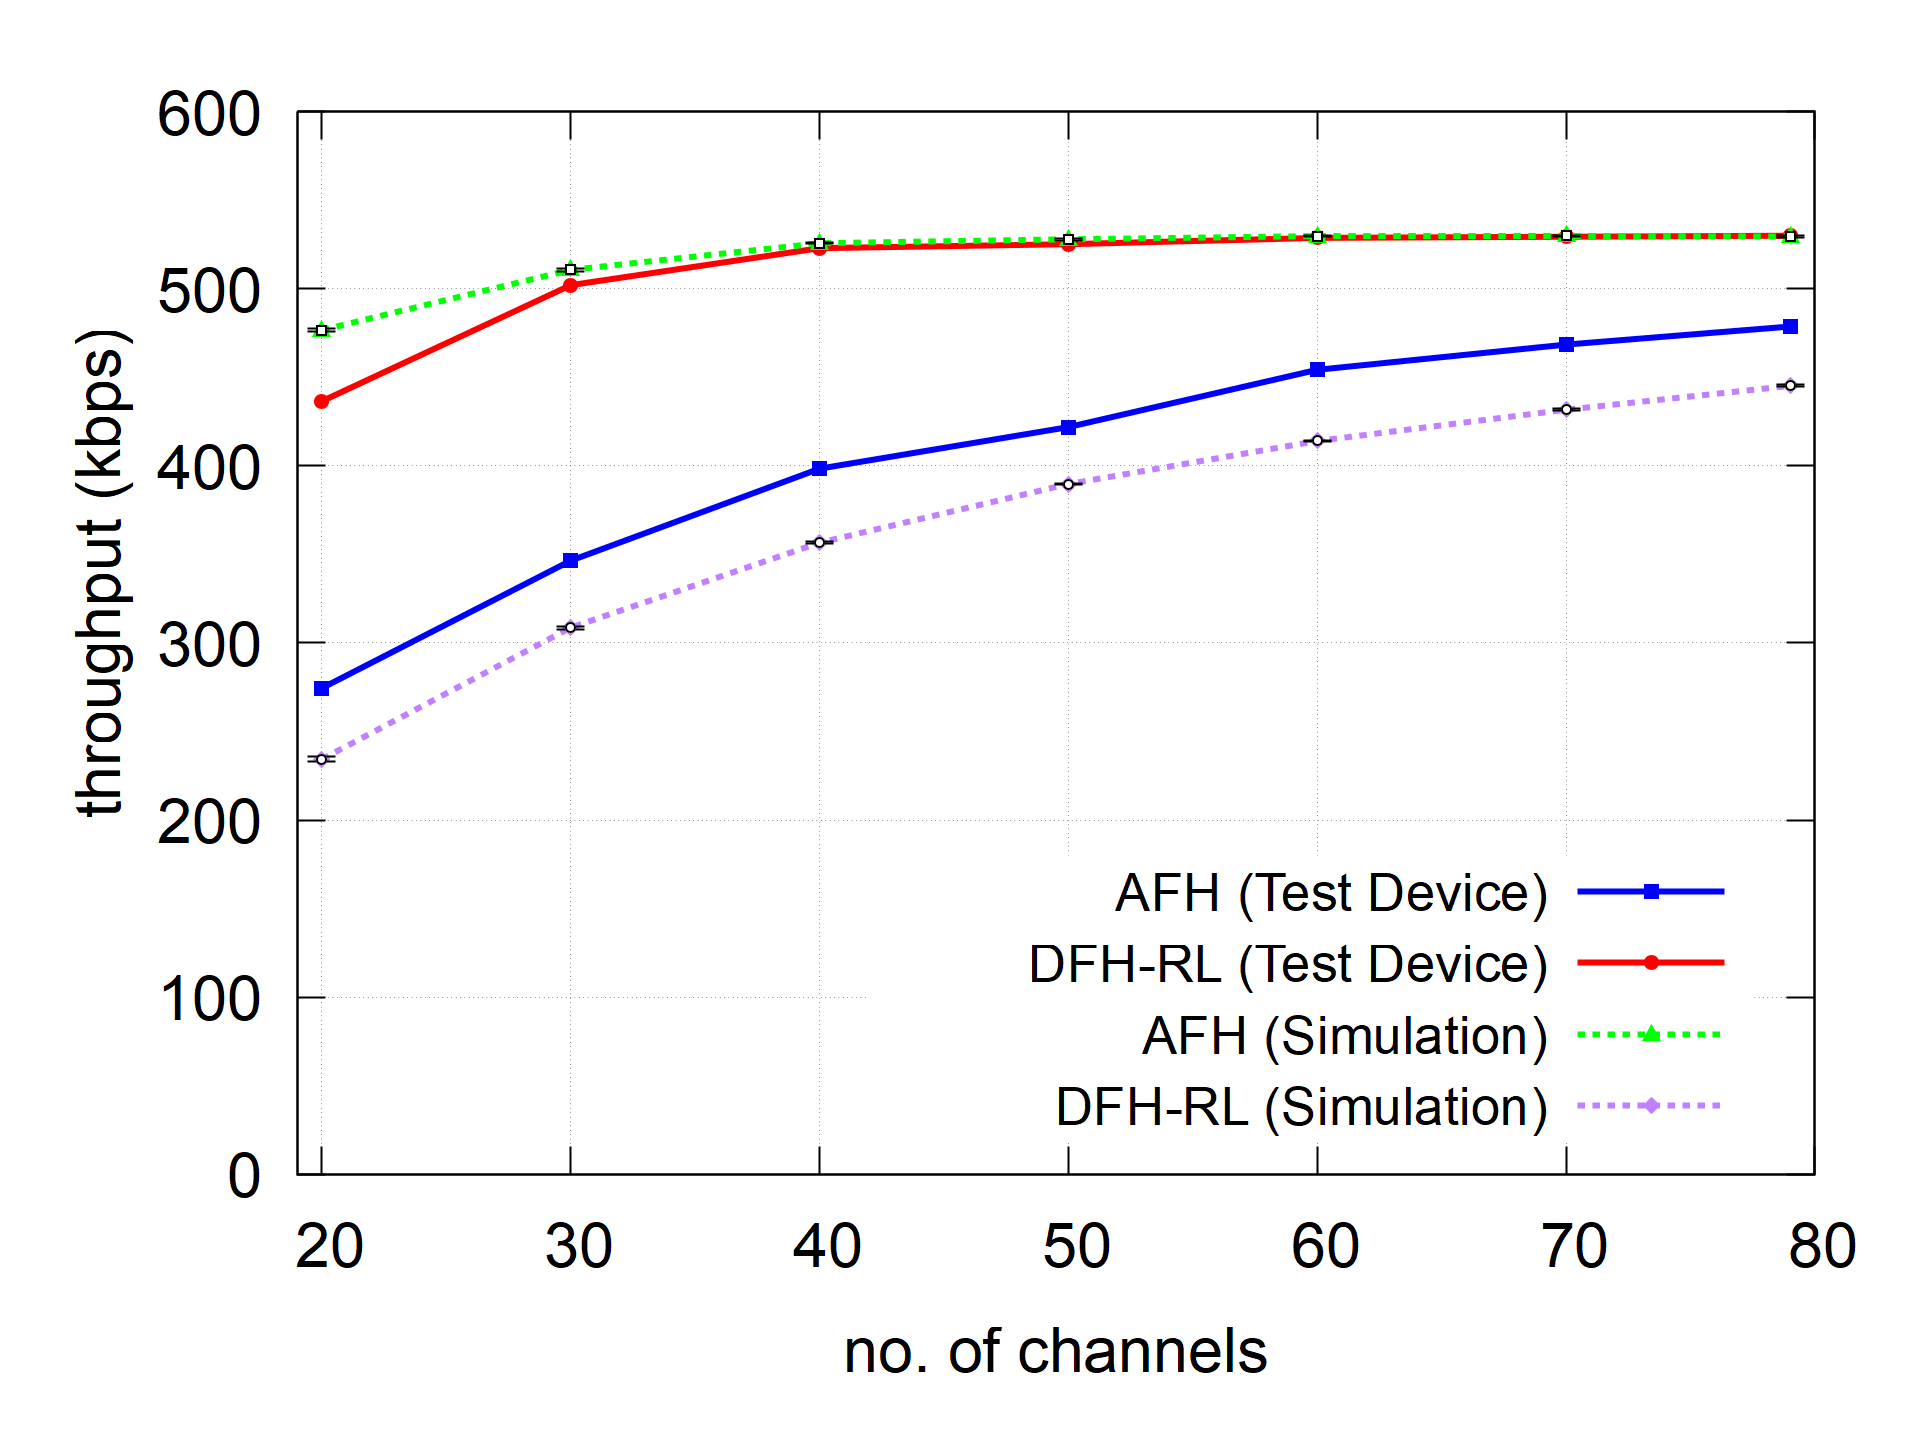 600
500
400
300
200
100
0
throughput (kbps)
AFH (Test Device)
DFH-RL (Test Device)
AFH (Simulation)
DFH-RL (Simulation)
20 30 40 50 60 70 80
no. of channels